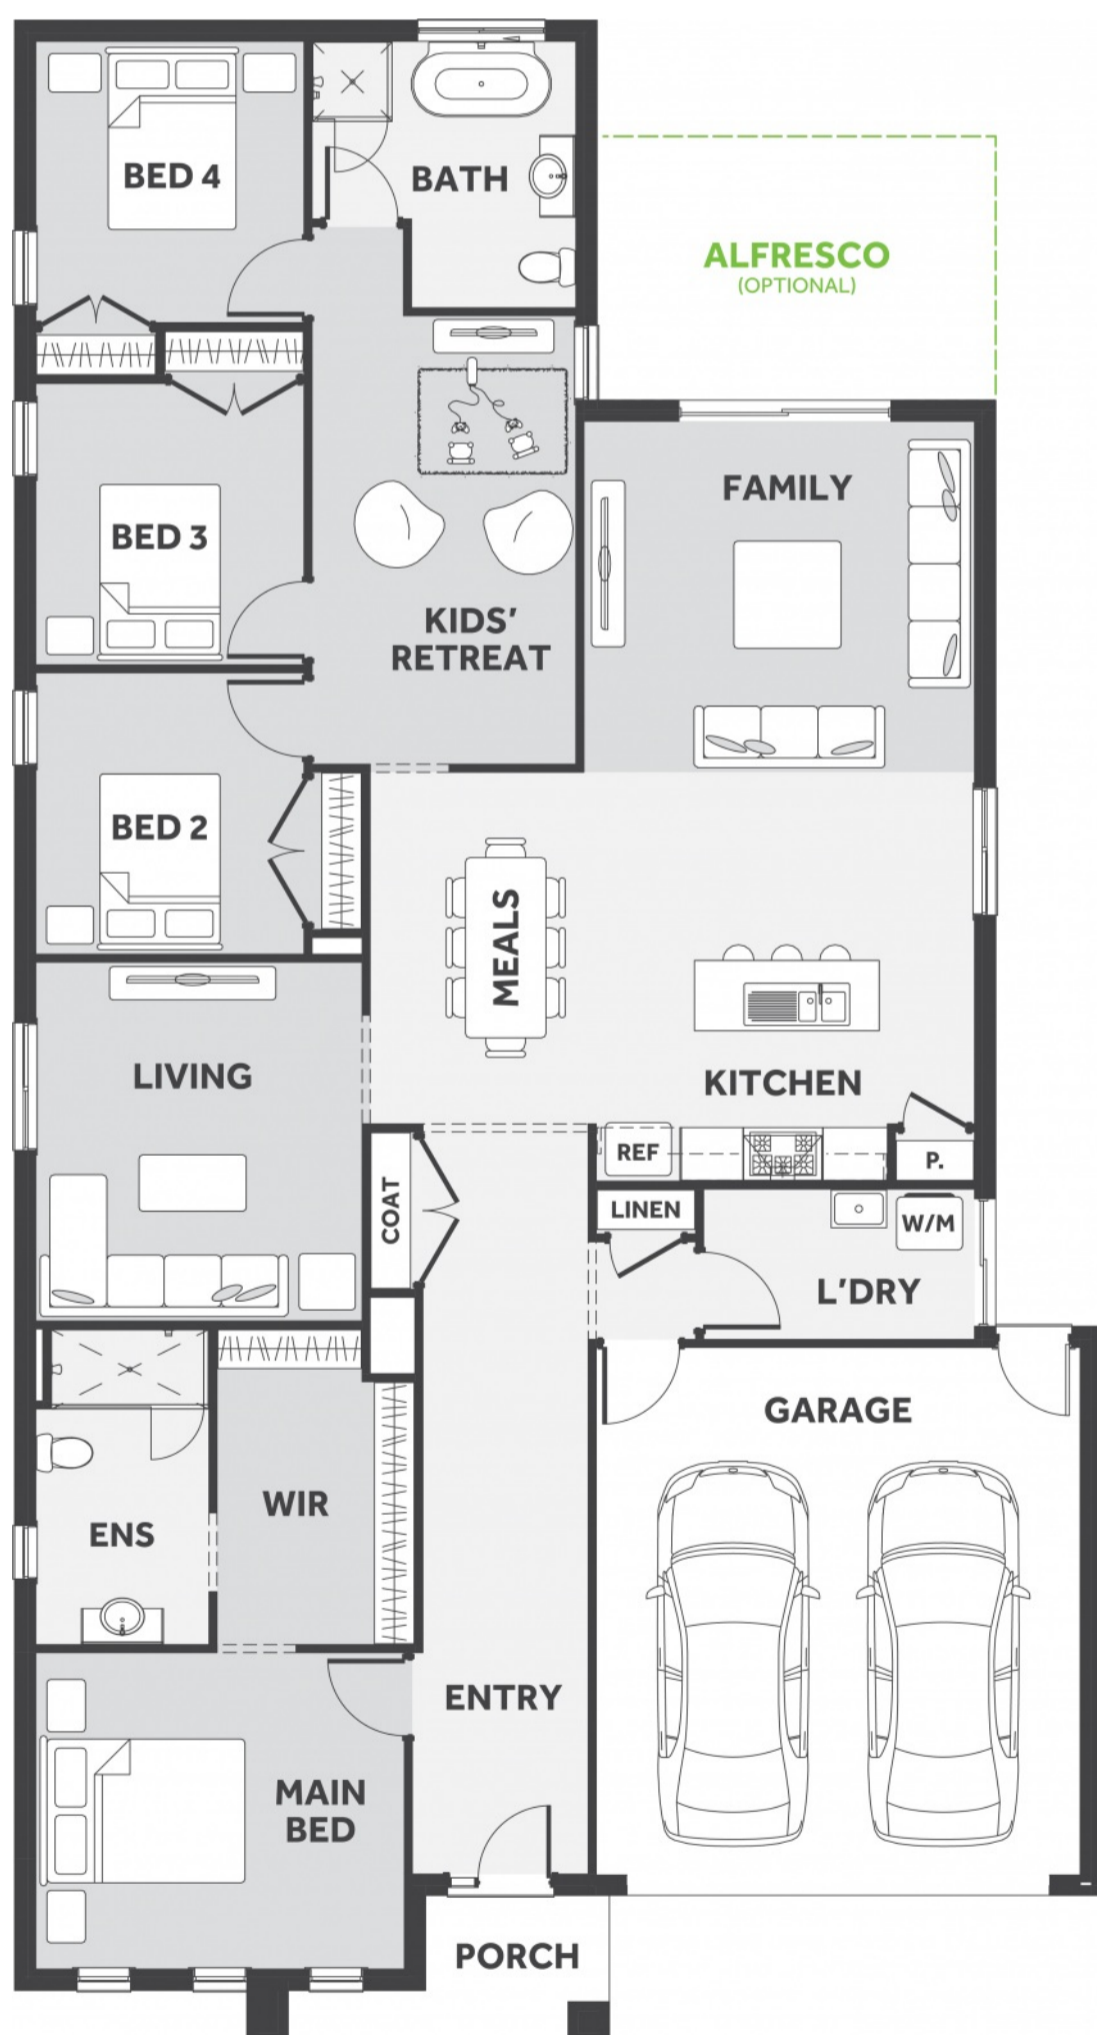 BED 4
BATH
ALFRESCO
(OPTIONAL)
FAMILY
BED 3
KIDS'
RETREAT
BED 2
MEALS
LIVING
KITCHEN
REF
P.
COAT
LINEN
W/M
L'DRY
GARAGE
WIR
ENS
ENTRY
MAIN
BED
PORCH